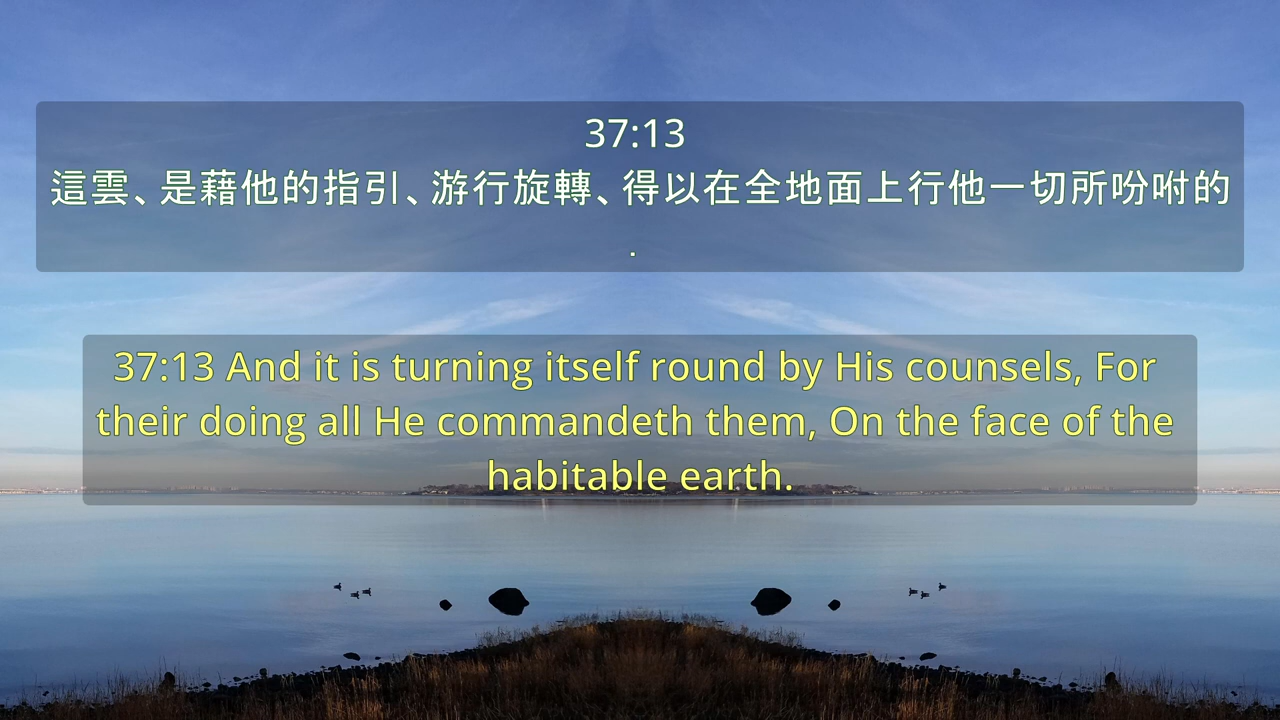 37:13
這雲、是藉他的指引、游行旋轉、得以在全地面上行他一切所吩咐的
.
37:13 And it is turning itself round by His counsels, For
their doing all He commandeth them, On the face of the
habitable earth.